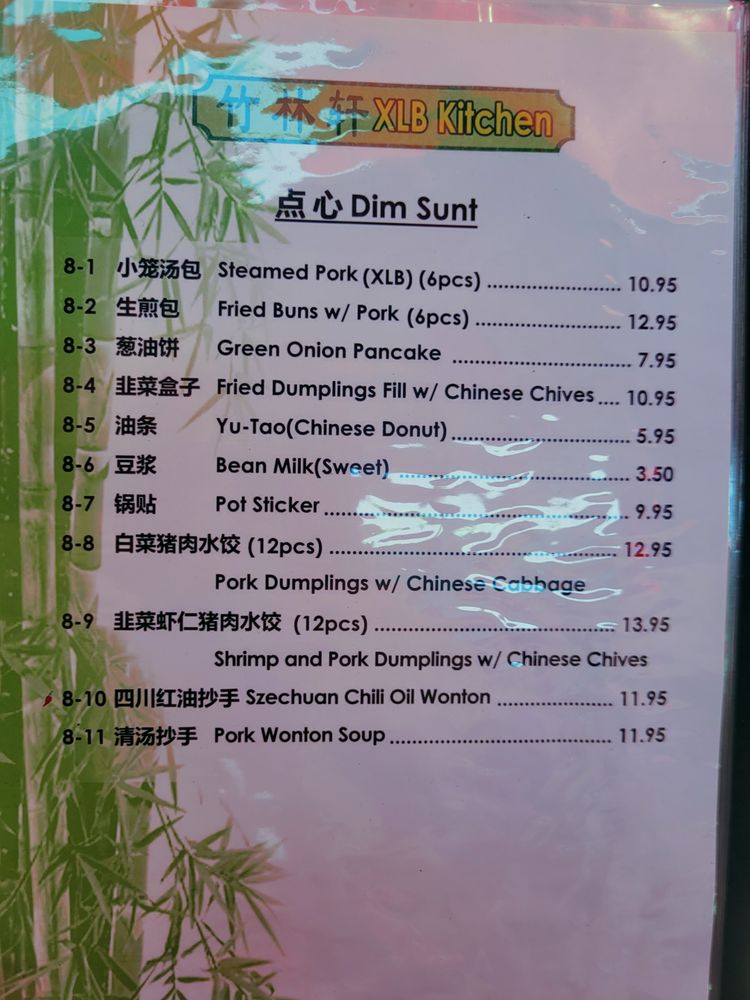 竹林轩 XLB Kitchen
点心 Dim Sunt
8-1 小笼汤包 Steamed Pork (XLB) (6pcs) ..................... 10.95
8-2 生煎包 Fried Buns w/ Pork (6pcs) ....................... 12.95
8-3 葱油饼 Green Onion Pancake ........................... 7.95
8-4 韭菜盒子 Fried Dumplings Fill w/ Chinese Chives .... 10.95
8-5 油条 Yu-Tao(Chinese Donut) ........................... 5.95
8-6 豆浆 Bean Milk(Sweet) ................................... 3.50
8-7 锅贴 Pot Sticker .............................................. 9.95
8-8 白菜猪肉水饺 (12pcs) ........................................... 12.95
Pork Dumplings w/ Chinese Cabbage
8-9 韭菜虾仁猪肉水饺 (12pcs) .................................... 13.95
Shrimp and Pork Dumplings w/ Chinese Chives
8-10 四川红油抄手 Szechuan Chili Oil Wonton ................. 11.95
8-11 清汤抄手 Pork Wonton Soup ................................. 11.95